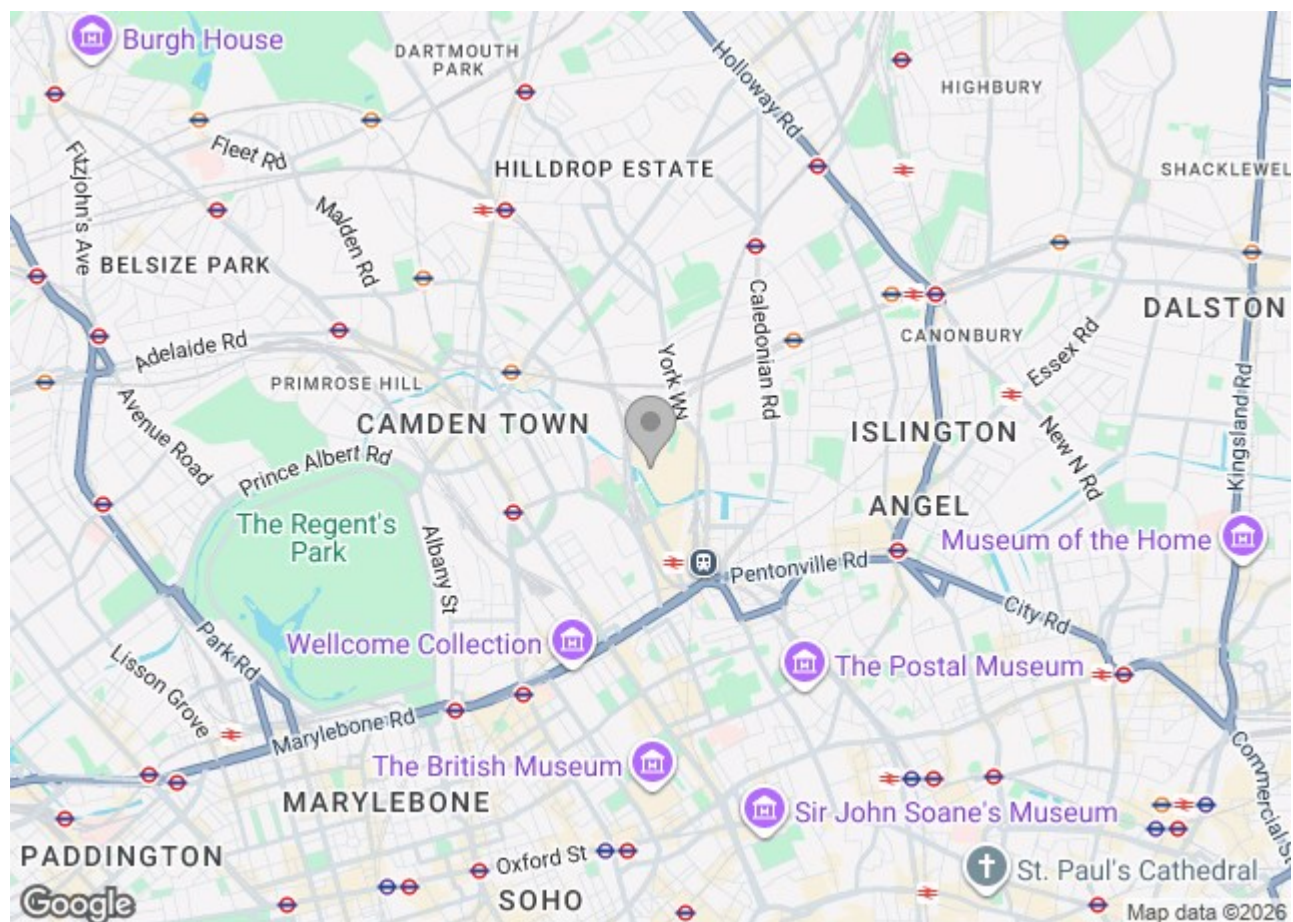 Burgh House
DARTMOUTH
PARK
Holloway Rd
HIGHBURY
Fitzjohn's Ave
Fleet Rd
HILLDROP ESTATE
SHACKLEWEL
Malden Rd
BELSIZE PARK
Caledonian Rd
DALSTON
CANONBURY
Essex Rd
Adelaide Rd
York W
PRIMROSE HILL
Avenue Road
CAMDEN TOWN
ISLINGTON
New N Rd
Kingsland Rd
Prince Albert Rd
ANGEL
The Regent's
Park
Albany St
Museum of the Home
Pentonville Rd
City Rd
Park Rd
Lisson Grove
Wellcome Collection
The Postal Museum
Marylebone Rd
The British Museum
Commercial St
MARYLEBONE
Sir John Soane's Museum
PADDINGTON
Oxford St
St. Paul's Cathedral
SOHO
Google
Map data ©2026